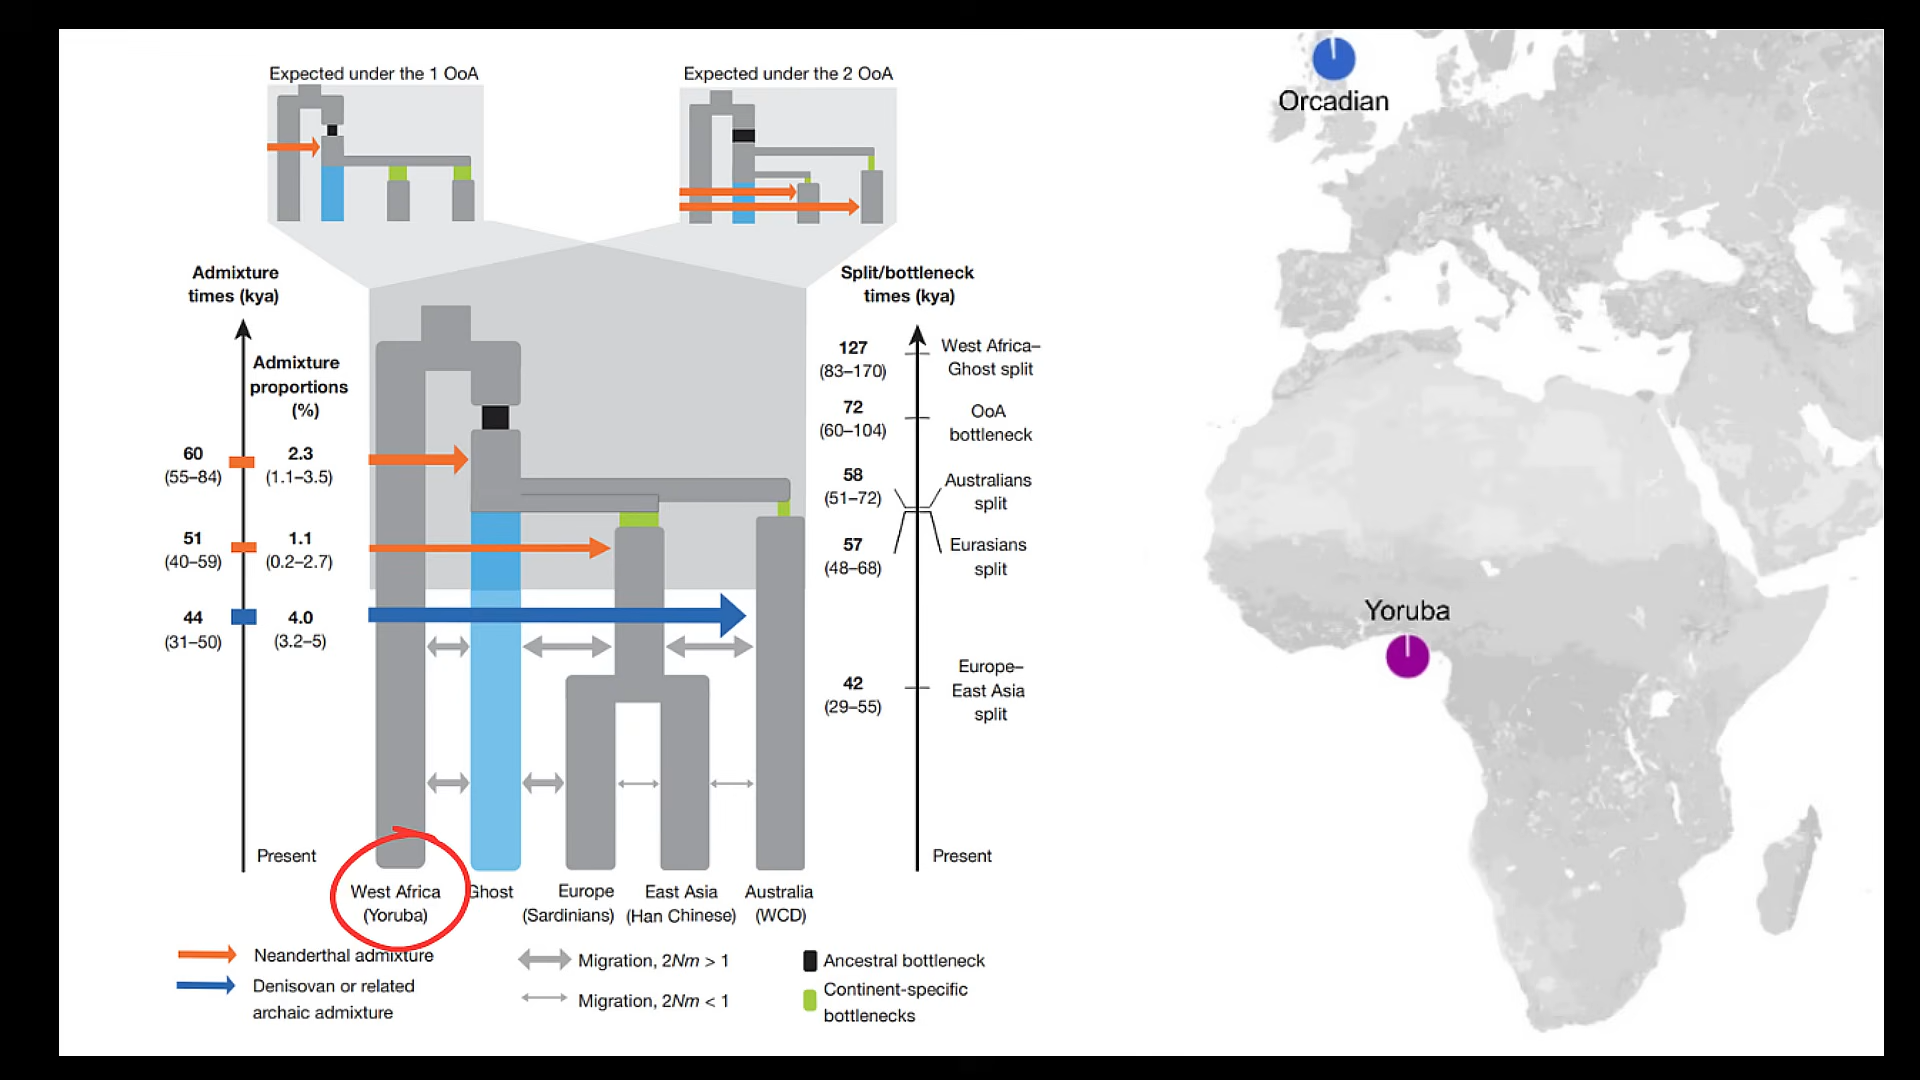 Expected under the 1 OoA
Expected under the 2 OoA
Admixture
times (kya)
Admixture
proportions
(%)
60
(55–84)
2.3
(1.1–3.5)
51
(40–59)
1.1
(0.2–2.7)
44
(31–50)
4.0
(3.2–5)
Present
Split/bottleneck
times (kya)
127
(83–170)
West Africa–
Ghost split
72
(60–104)
OoA
bottleneck
58
(51–72)
Australians
split
57
(48–68)
Eurasians
split
42
(29–55)
Europe–
East Asia
split
Present
West Africa
(Yoruba)
Ghost
Europe
(Sardinians)
East Asia
(Han Chinese)
Australia
(WCD)
Neanderthal admixture
Denisovan or related
archaic admixture
Migration, 2Nm > 1
Migration, 2Nm < 1
Ancestral bottleneck
Continent-specific
bottlenecks
Orcadian
Yoruba